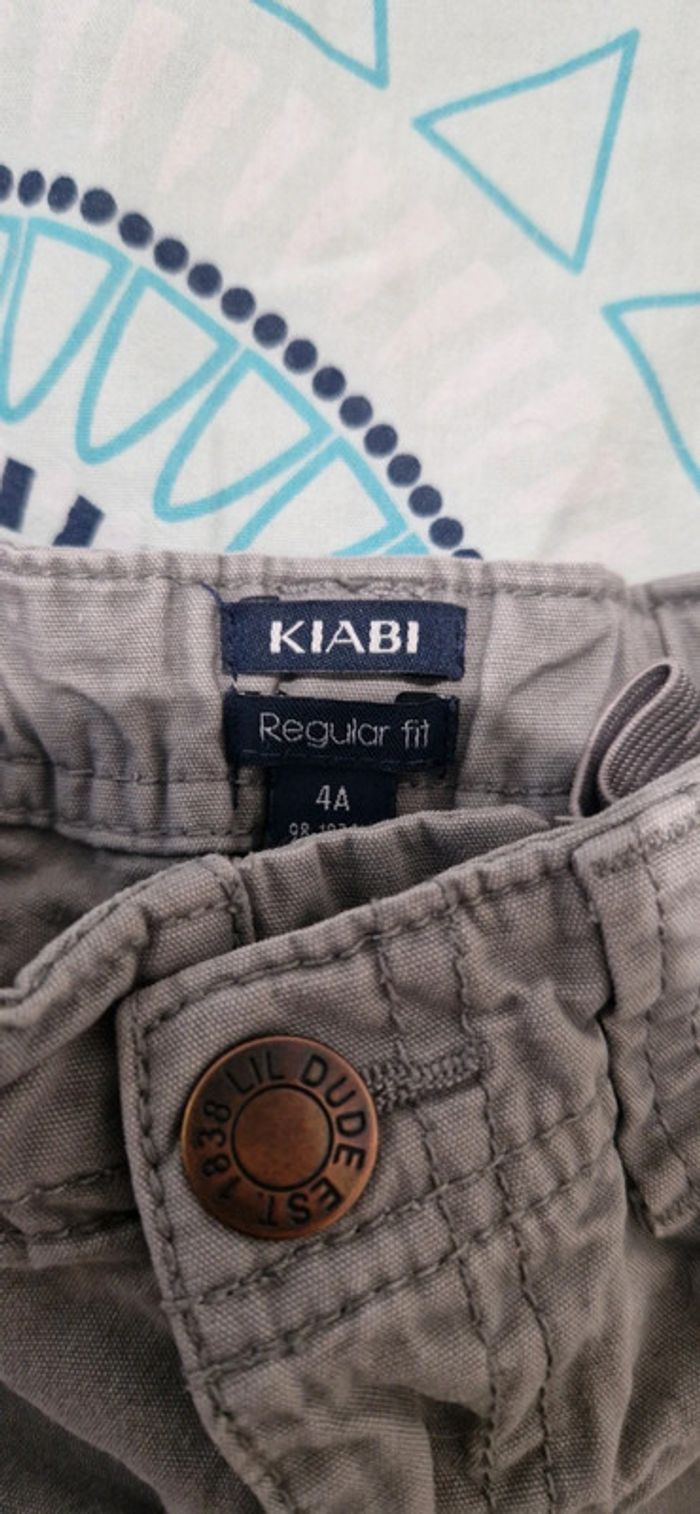 KIABI
Regular fit
4A
LIL DUDE
EST. 1838